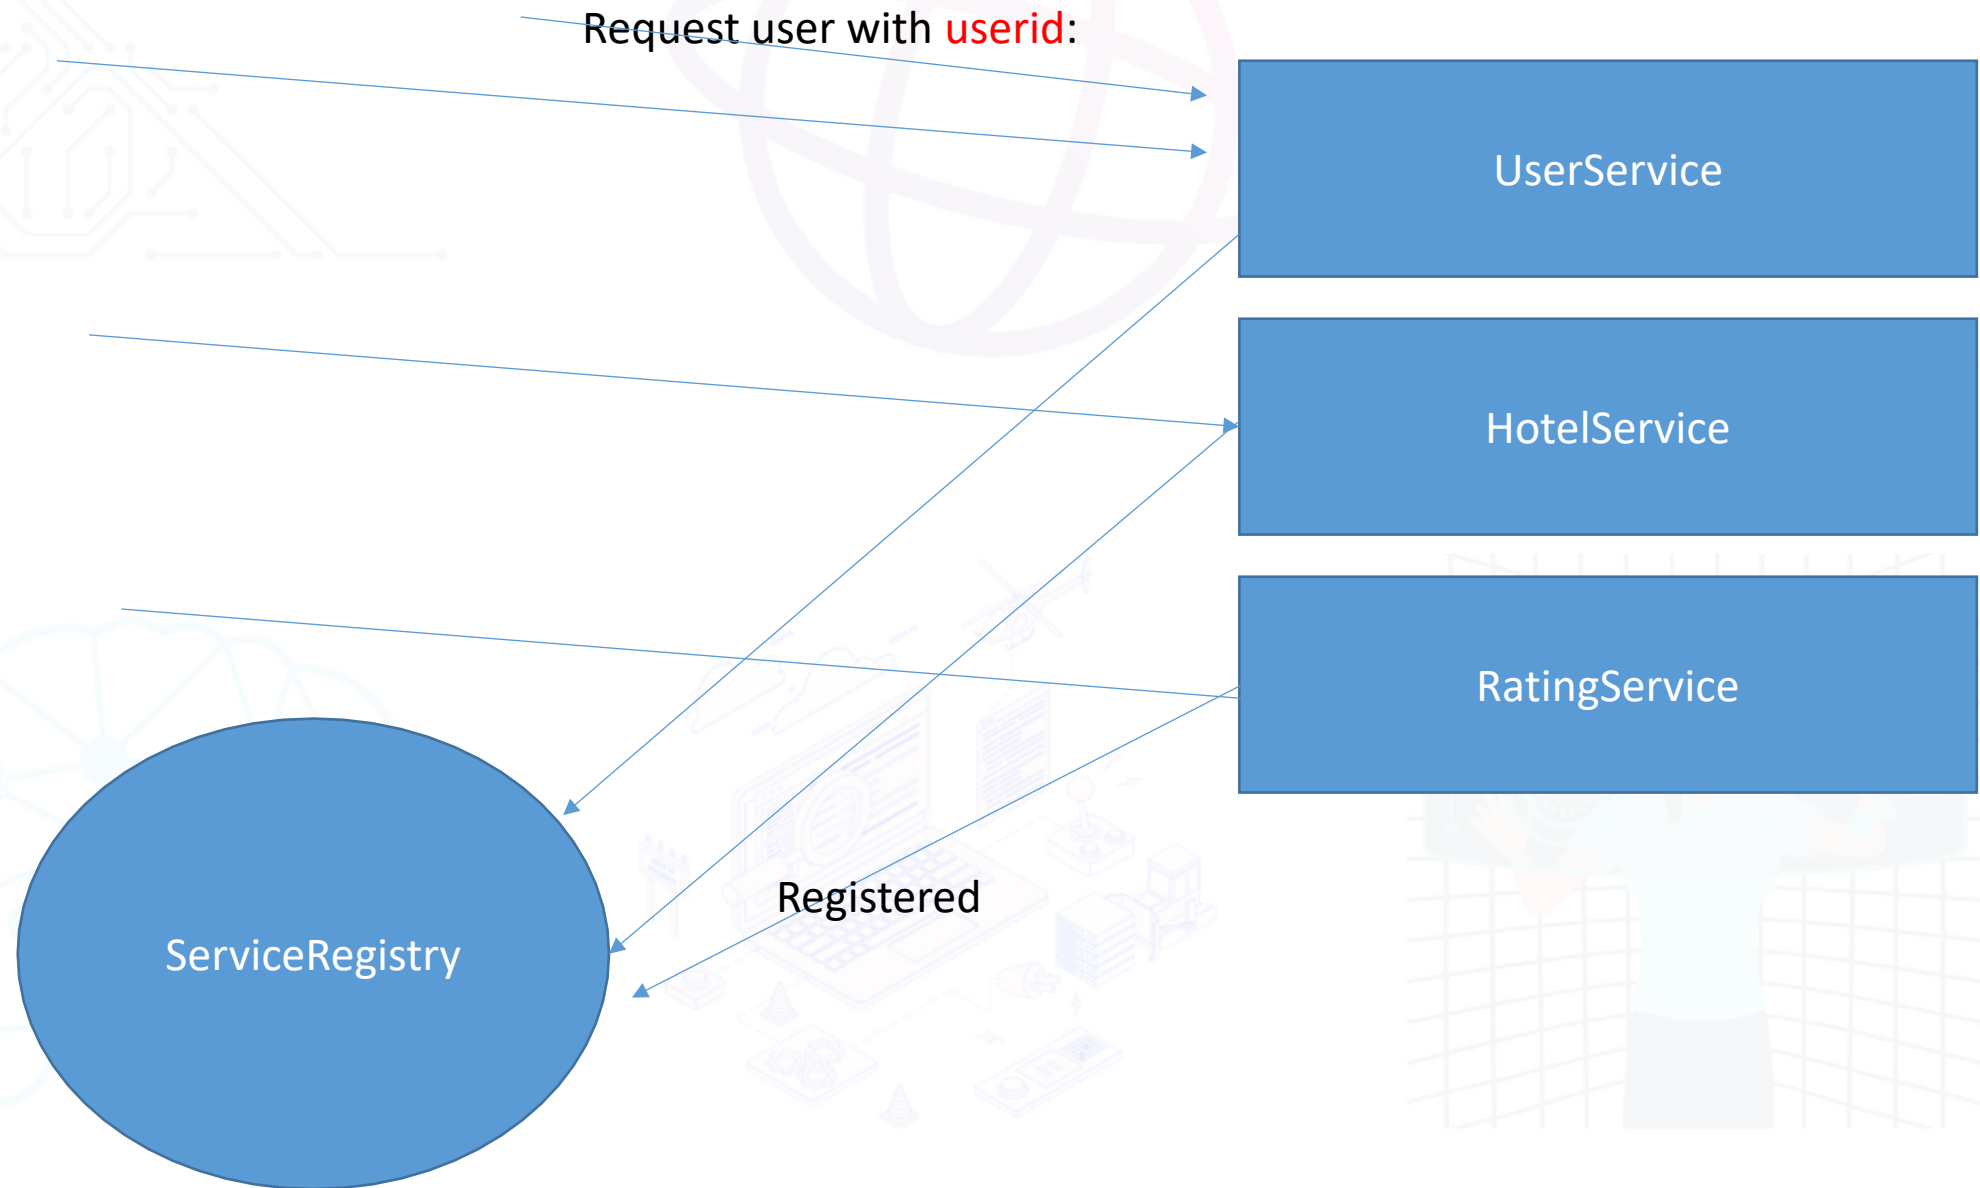 Request user with userid:
UserService
HotelService
RatingService
Registered
ServiceRegistry